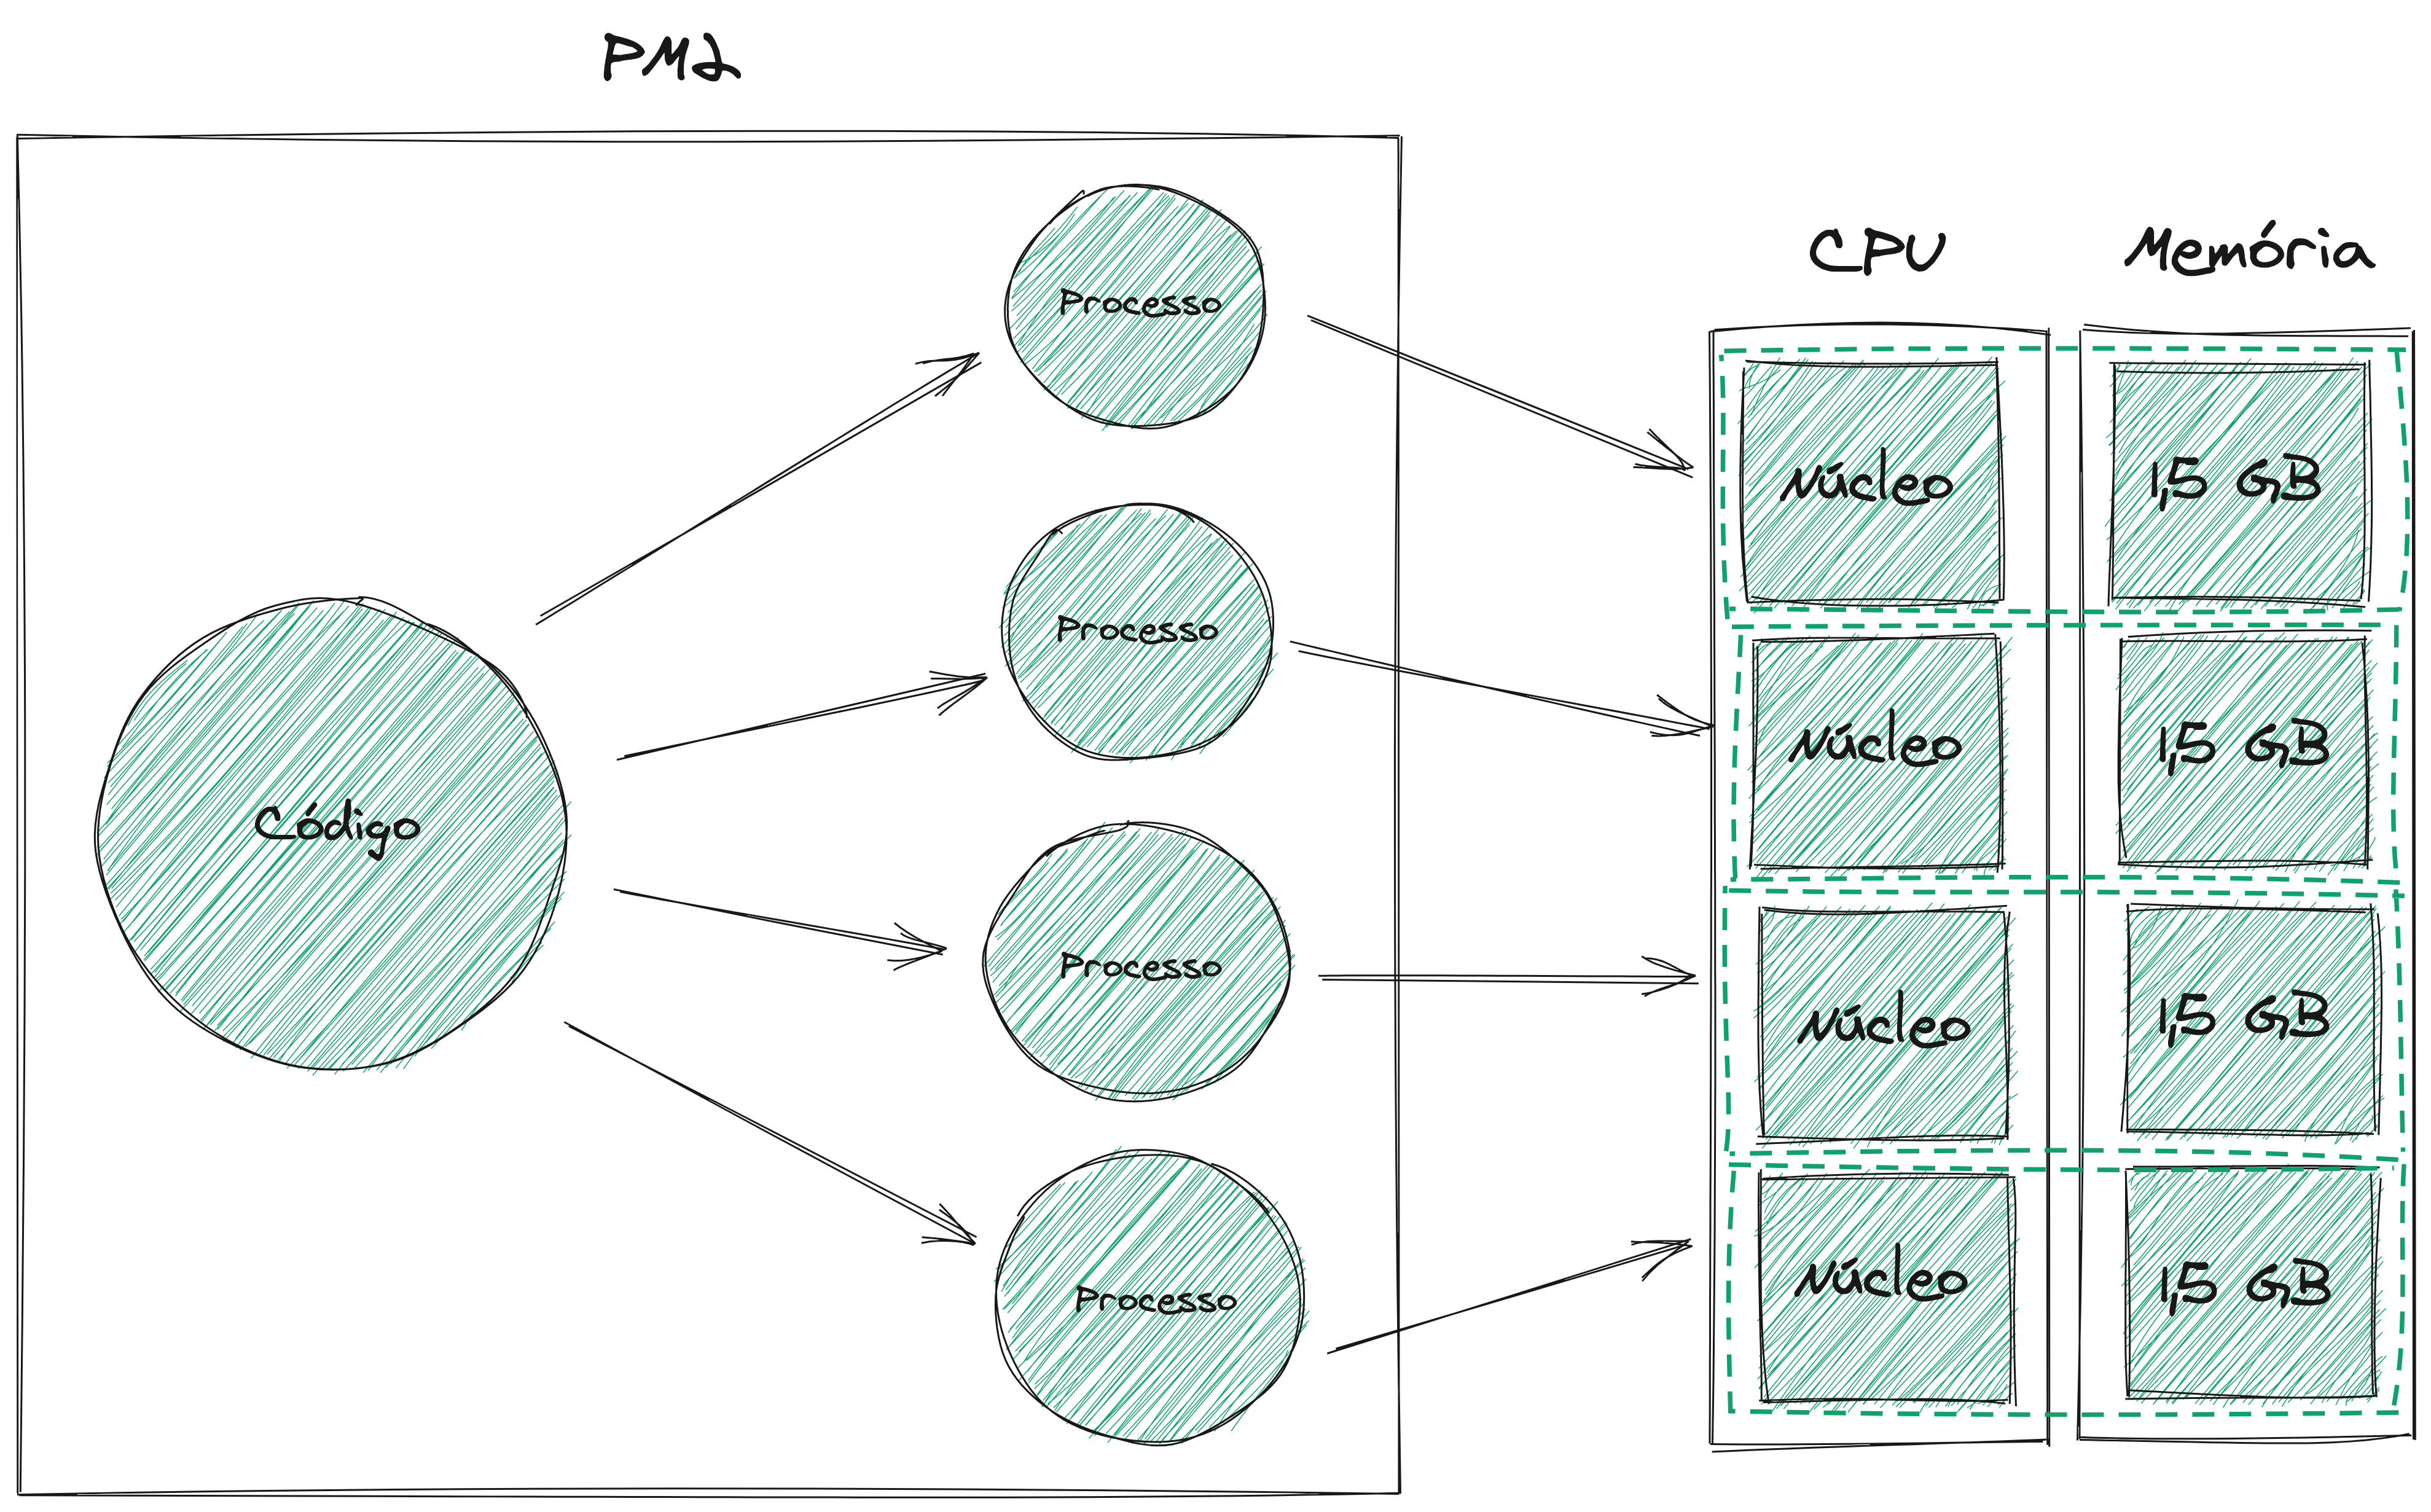 PM2
CPU
Memória
Processo
Processo
Processo
Processo
Código
Núcleo
1,5 GB
Núcleo
1,5 GB
Núcleo
1,5 GB
Núcleo
1,5 GB